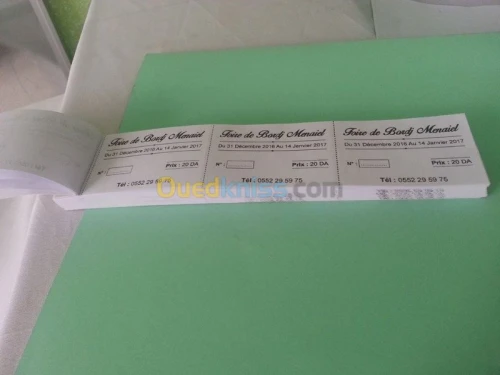 Foire de Bordj Menaiel
Du 31 Décembre 2016 Au 14 Janvier 2017
N° :
Prix : 20 DA
Tél : 0552 29 59 75
Foire de Bordj Menaiel
Du 31 Décembre 2016 Au 14 Janvier 2017
N° :
Prix : 20 DA
Tél : 0552 29 59 75
Foire de Bordj Menaiel
Du 31 Décembre 2016 Au 14 Janvier 2017
N° :
Prix : 20 DA
Tél : 0552 29 59 75
Ouedkniss.com